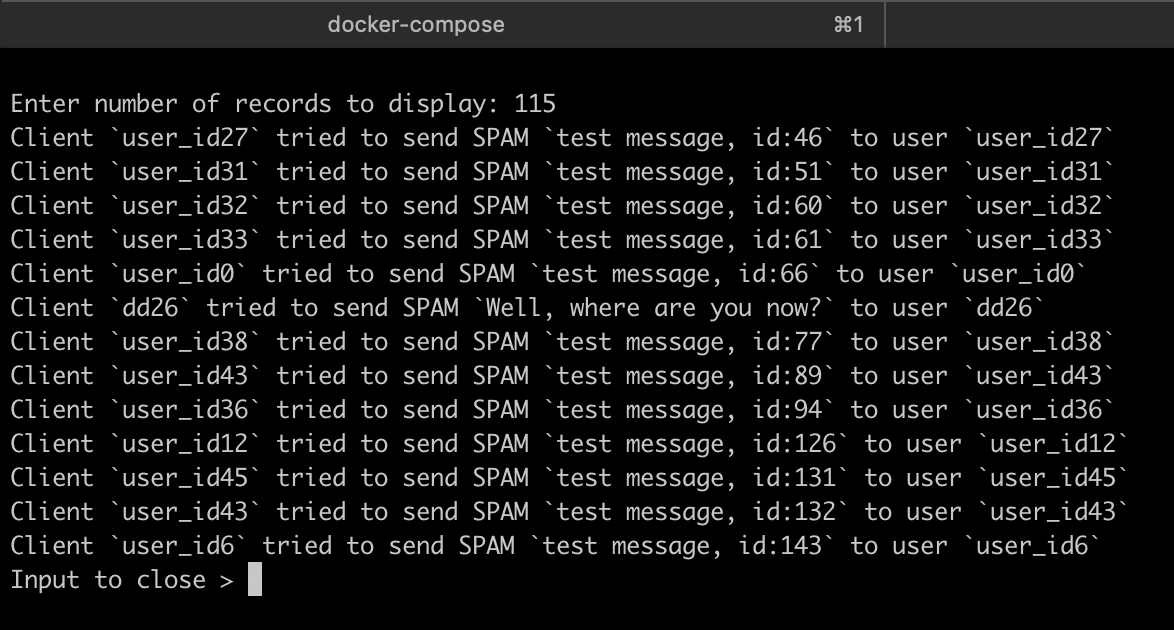 docker-compose ⌘1
Enter number of records to display: 115
Client `user_id27` tried to send SPAM `test message, id:46` to user `user_id27`
Client `user_id31` tried to send SPAM `test message, id:51` to user `user_id31`
Client `user_id32` tried to send SPAM `test message, id:60` to user `user_id32`
Client `user_id33` tried to send SPAM `test message, id:61` to user `user_id33`
Client `user_id0` tried to send SPAM `test message, id:66` to user `user_id0`
Client `dd26` tried to send SPAM `Well, where are you now?` to user `dd26`
Client `user_id38` tried to send SPAM `test message, id:77` to user `user_id38`
Client `user_id43` tried to send SPAM `test message, id:89` to user `user_id43`
Client `user_id36` tried to send SPAM `test message, id:94` to user `user_id36`
Client `user_id12` tried to send SPAM `test message, id:126` to user `user_id12`
Client `user_id45` tried to send SPAM `test message, id:131` to user `user_id45`
Client `user_id43` tried to send SPAM `test message, id:132` to user `user_id43`
Client `user_id6` tried to send SPAM `test message, id:143` to user `user_id6`
Input to close >